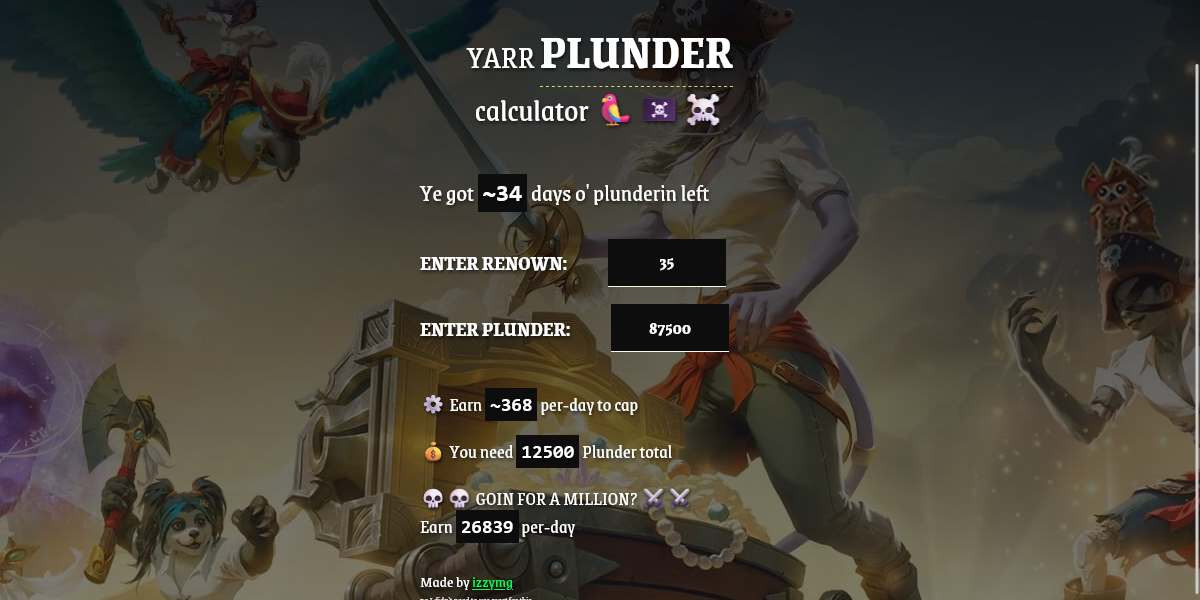 YARR PLUNDER
calculator
Ye got ~34 days o' plunderin left
ENTER RENOWN: 35
ENTER PLUNDER: 87500
Earn ~368 per-day to cap
You need 12500 Plunder total
GOIN FOR A MILLION?
Earn 26839 per-day
Made by izzymg